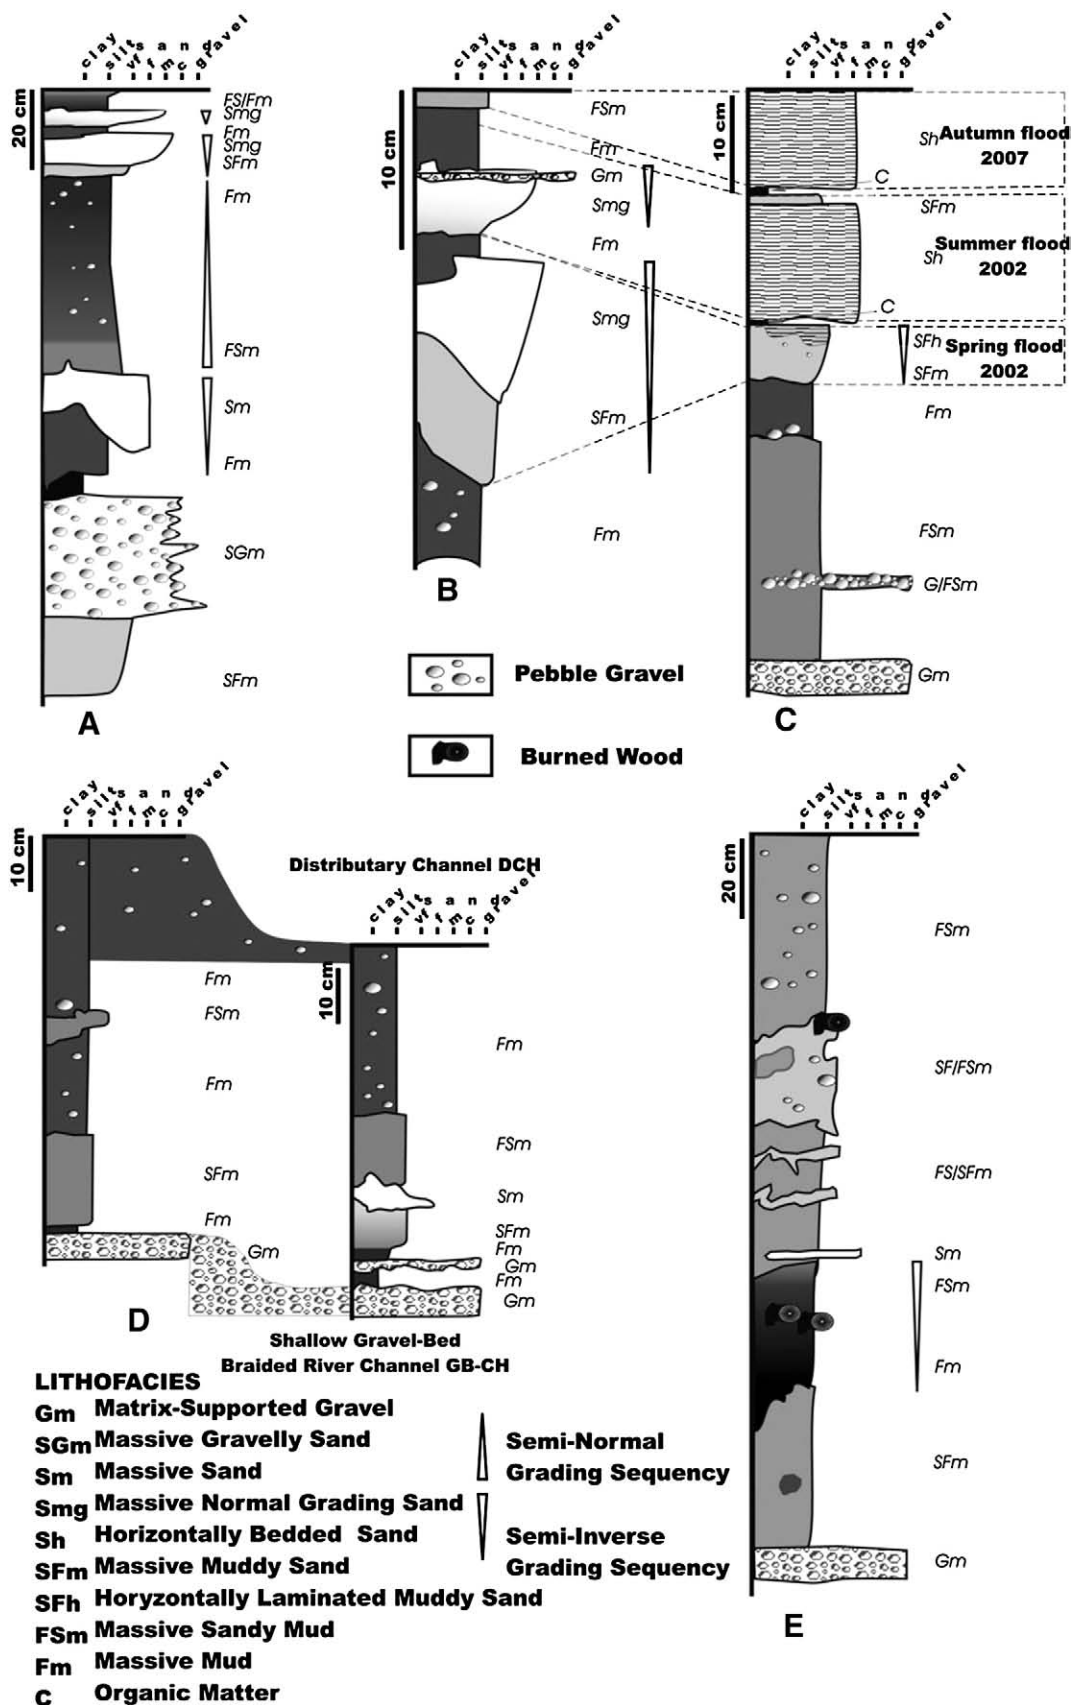 clay silt vf s f a m n c d gravel
20 cm
FS/Fm
Smg
Fm
Smg
SFm
Fm
FSm
Sm
Fm
SGm
SFm
A
clay silt vf s f a m n c d gravel
10 cm
FSm
Fm
Gm
Smg
Fm
Smg
SFm
Fm
B
clay silt vf s f a m n c d gravel
10 cm
Sh Autumn flood
2007
C
SFm
Summer flood
Sh 2002
C
SFh
Spring flood
SFm 2002
Fm
FSm
G/FSm
Gm
C
Pebble Gravel
Burned Wood
clay silt vf s f a m n c d gravel
10 cm
Fm
FSm
Fm
SFm
Fm
Gm
D
Distributary Channel DCH
clay silt vf s f a m n c d gravel
10 cm
Fm
FSm
Sm
SFm
Fm
Gm
Fm
Gm
Shallow Gravel-Bed
Braided River Channel GB-CH
clay silt vf s f a m n c d gravel
20 cm
FSm
SF/FSm
FS/SFm
Sm
FSm
Fm
SFm
Gm
E
LITHOFACIES
Gm Matrix-Supported Gravel
SGm Massive Gravelly Sand
Sm Massive Sand
Smg Massive Normal Grading Sand
Sh Horizontally Bedded Sand
SFm Massive Muddy Sand
SFh Horyzontally Laminated Muddy Sand
FSm Massive Sandy Mud
Fm Massive Mud
C Organic Matter
Semi-Normal
Grading Sequency
Semi-Inverse
Grading Sequency